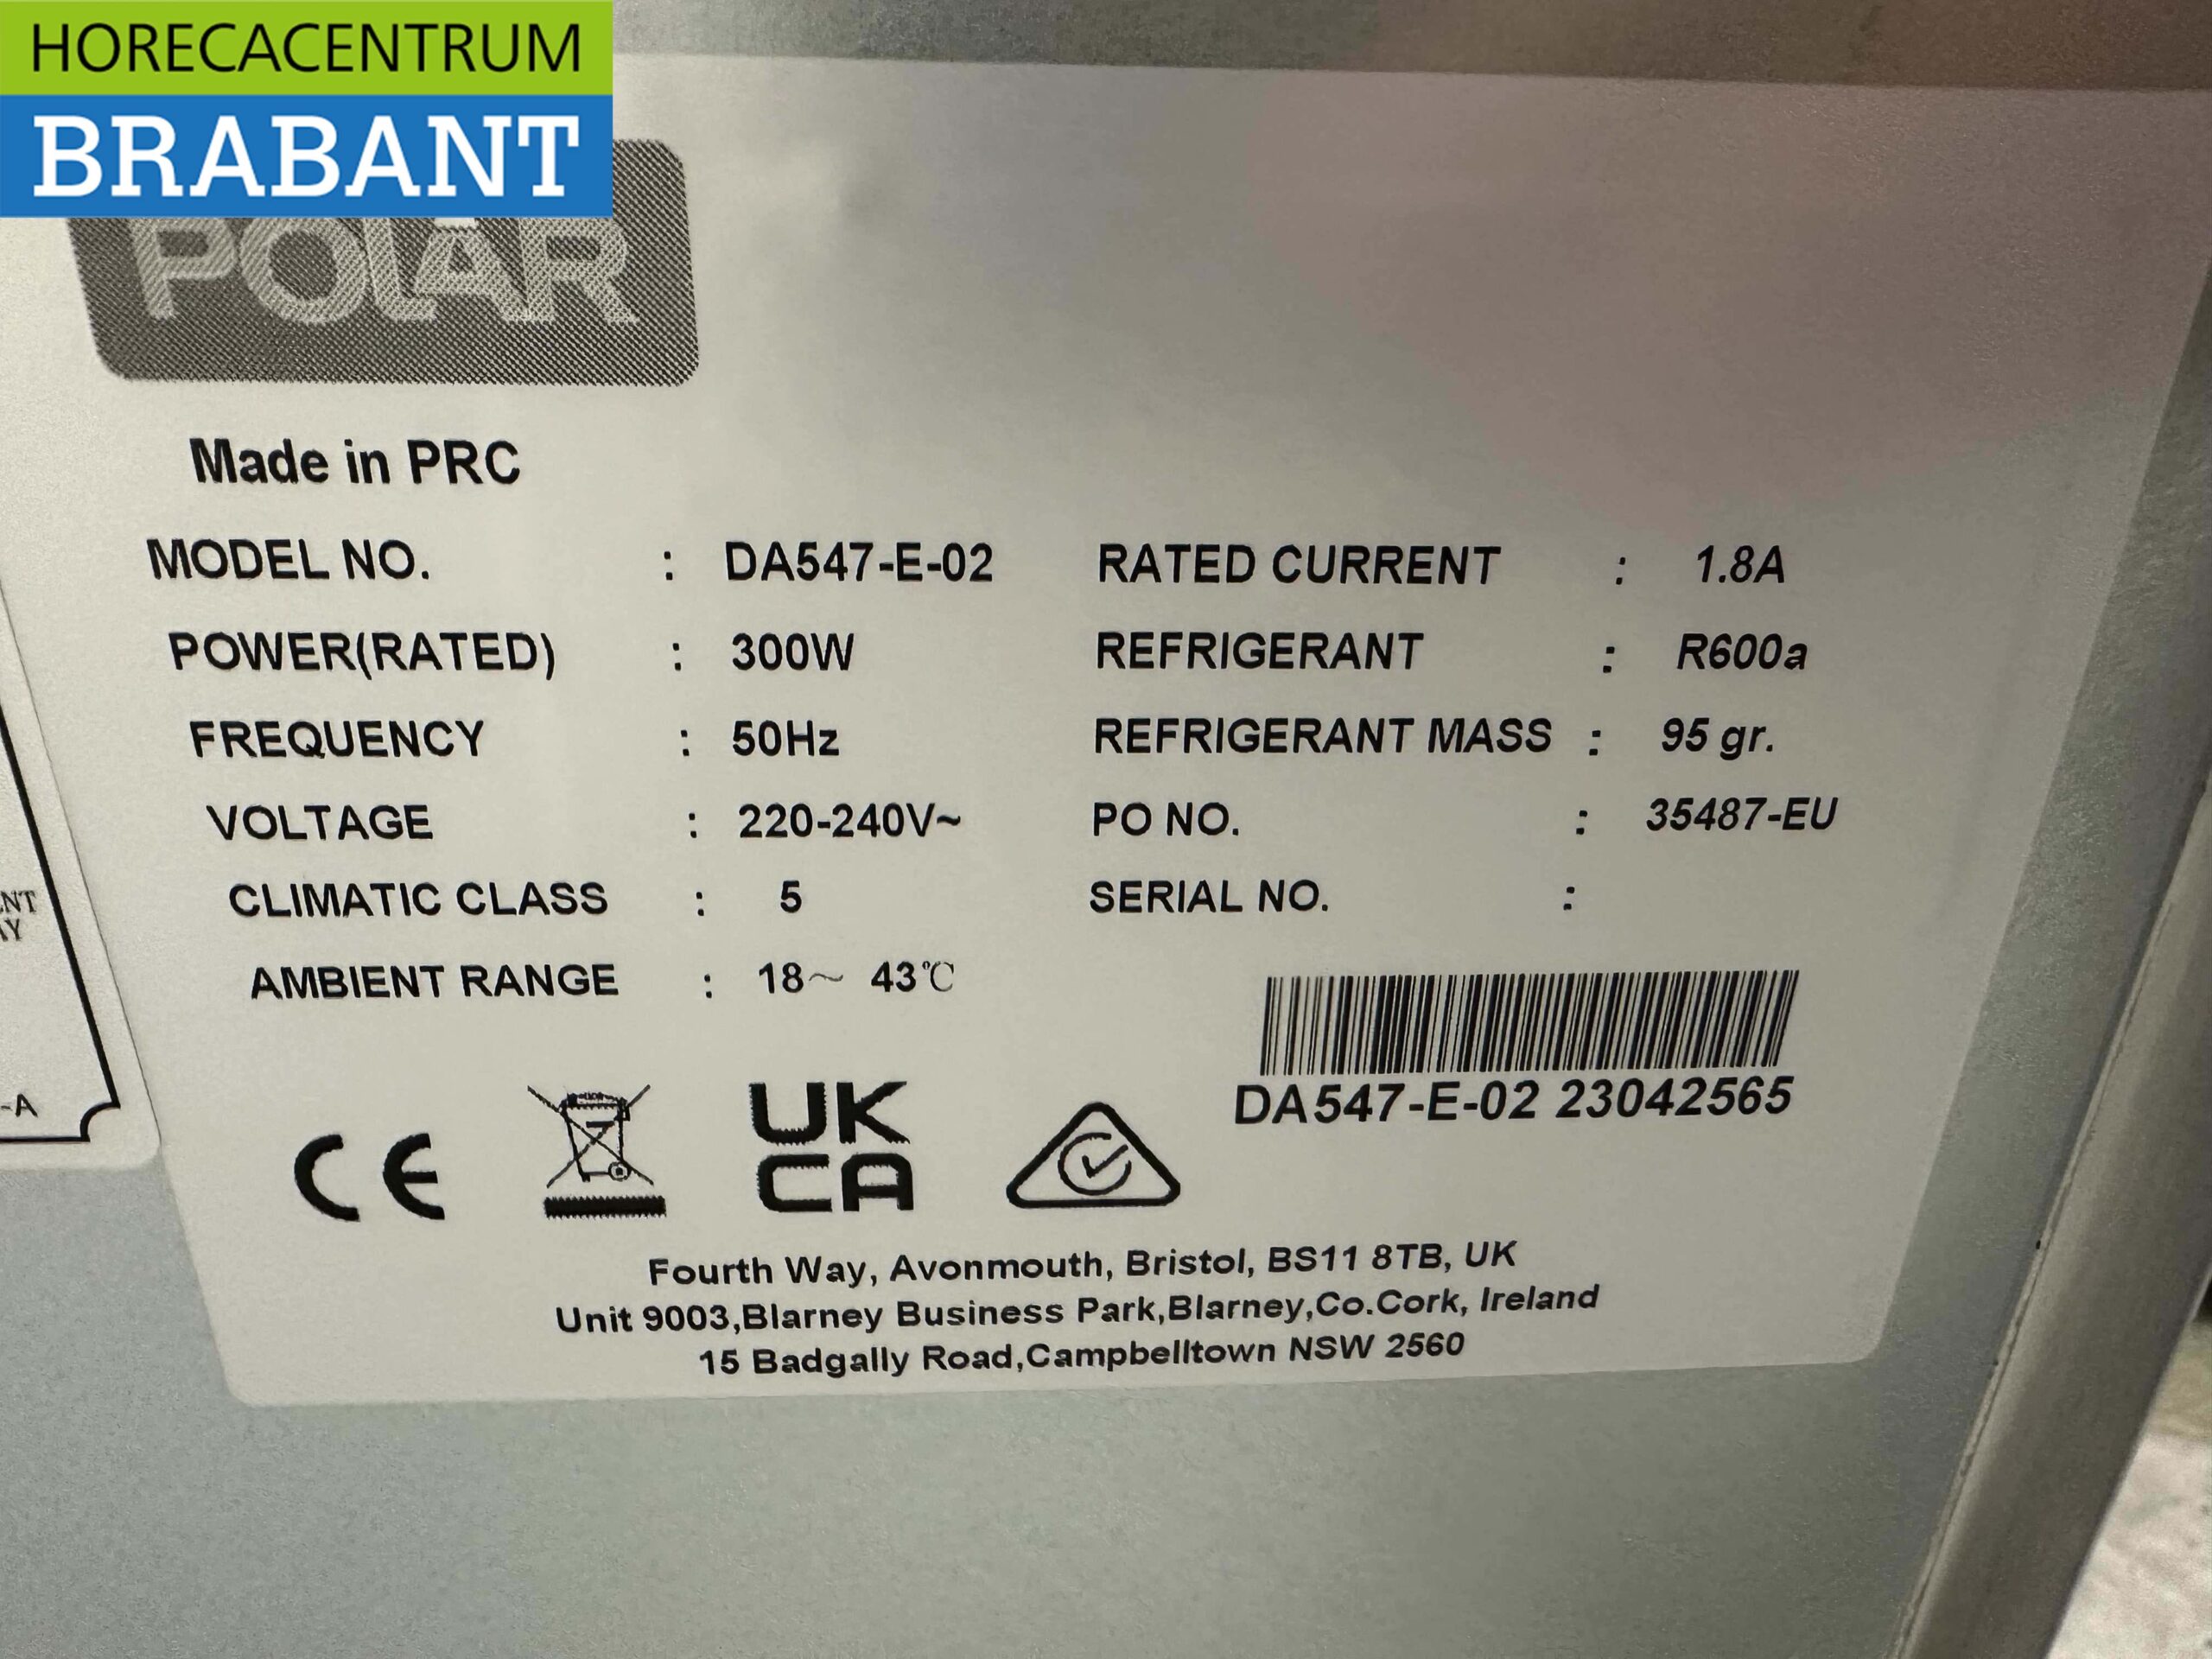 HORECACENTRUM
BRABANT
POLAR
Made in PRC
MODEL NO. : DA547-E-02
POWER(RATED) : 300W
FREQUENCY : 50Hz
VOLTAGE : 220-240V~
CLIMATIC CLASS : 5
AMBIENT RANGE : 18～ 43℃
RATED CURRENT : 1.8A
REFRIGERANT : R600a
REFRIGERANT MASS : 95 gr.
PO NO. : 35487-EU
SERIAL NO. :
DA547-E-02 23042565
CE
UK
CA
Fourth Way, Avonmouth, Bristol, BS11 8TB, UK
Unit 9003,Blarney Business Park,Blarney,Co.Cork, Ireland
15 Badgally Road,Campbelltown NSW 2560
-A